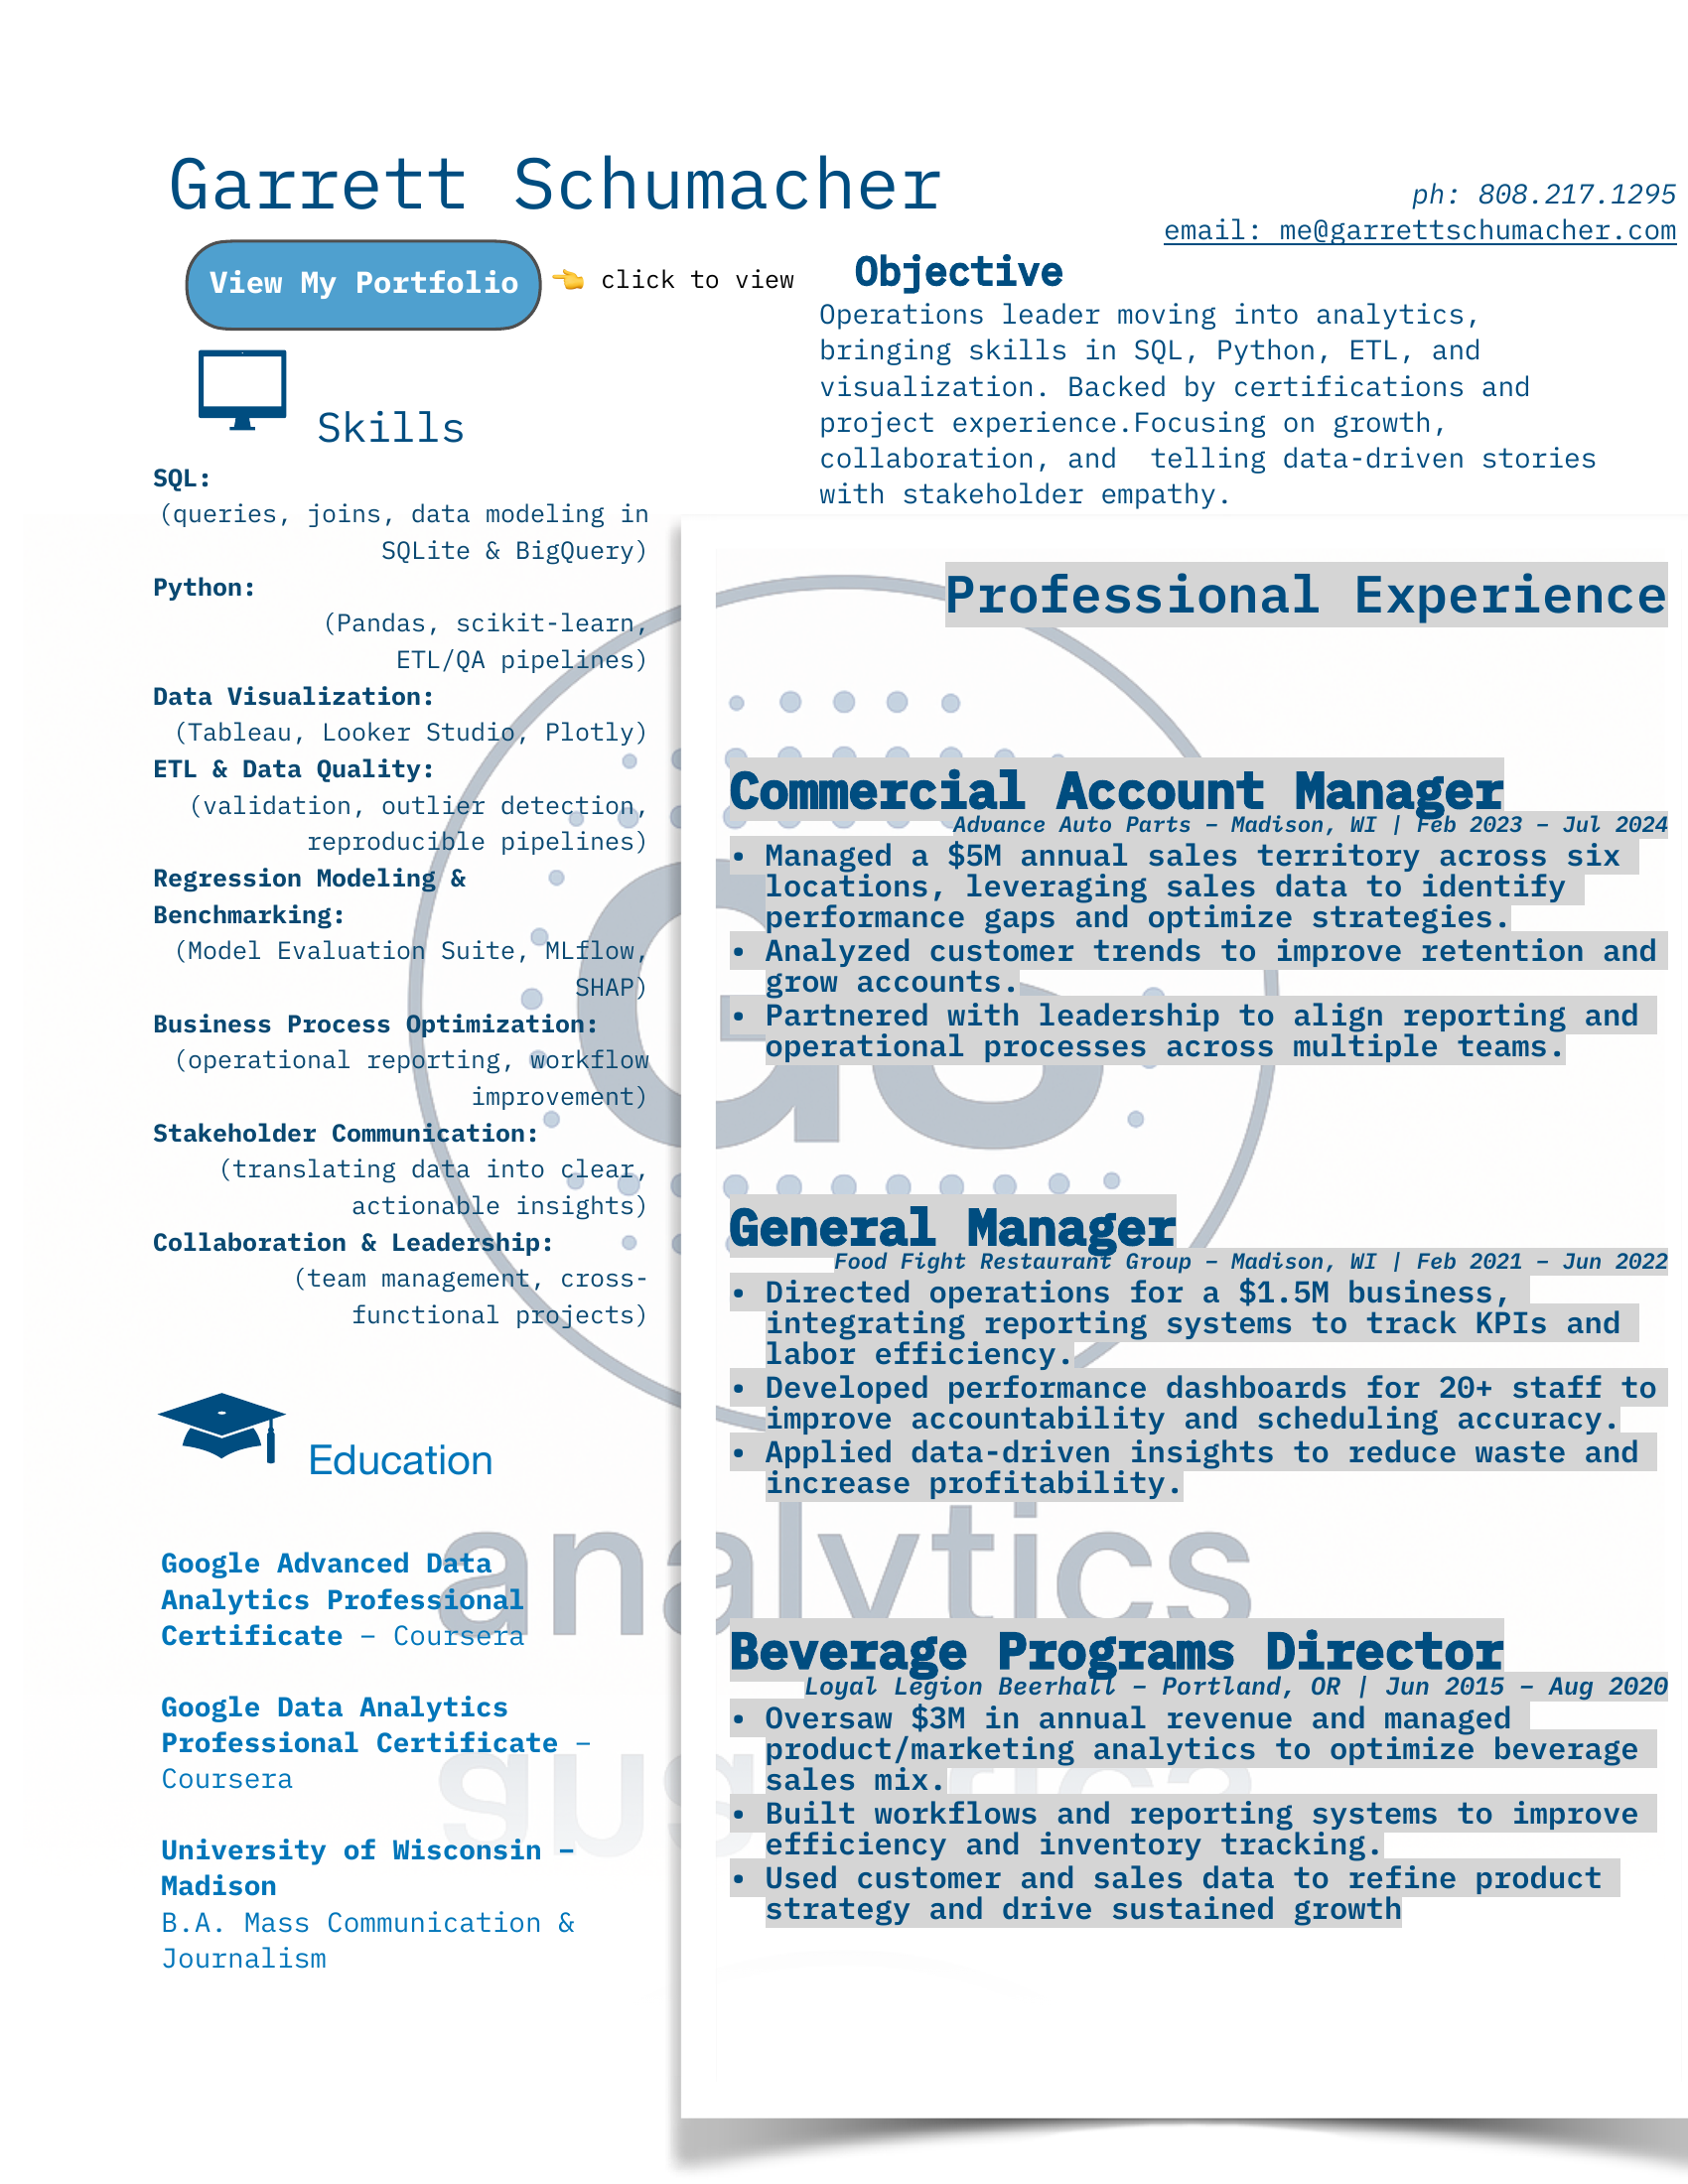 Garrett Schumacher
ph: 808.217.1295
email: me@garrettschumacher.com
View My Portfolio
👈 click to view
Objective
Operations leader moving into analytics,
bringing skills in SQL, Python, ETL, and
visualization. Backed by certifications and
project experience.Focusing on growth,
collaboration, and  telling data-driven stories
with stakeholder empathy.
Skills
SQL:
(queries, joins, data modeling in
SQLite & BigQuery)
Python:
(Pandas, scikit-learn,
ETL/QA pipelines)
Data Visualization:
(Tableau, Looker Studio, Plotly)
ETL & Data Quality:
(validation, outlier detection,
reproducible pipelines)
Regression Modeling &
Benchmarking:
(Model Evaluation Suite, MLflow,
SHAP)
Business Process Optimization:
(operational reporting, workflow
improvement)
Stakeholder Communication:
(translating data into clear,
actionable insights)
Collaboration & Leadership:
(team management, cross-
functional projects)
Education
Google Advanced Data
Analytics Professional
Certificate – Coursera
Google Data Analytics
Professional Certificate –
Coursera
University of Wisconsin –
Madison
B.A. Mass Communication &
Journalism
Professional Experience
Commercial Account Manager
Advance Auto Parts – Madison, WI | Feb 2023 – Jul 2024
• Managed a $5M annual sales territory across six
locations, leveraging sales data to identify
performance gaps and optimize strategies.
• Analyzed customer trends to improve retention and
grow accounts.
• Partnered with leadership to align reporting and
operational processes across multiple teams.
General Manager
Food Fight Restaurant Group – Madison, WI | Feb 2021 – Jun 2022
• Directed operations for a $1.5M business,
integrating reporting systems to track KPIs and
labor efficiency.
• Developed performance dashboards for 20+ staff to
improve accountability and scheduling accuracy.
• Applied data-driven insights to reduce waste and
increase profitability.
Beverage Programs Director
Loyal Legion Beerhall – Portland, OR | Jun 2015 – Aug 2020
• Oversaw $3M in annual revenue and managed
product/marketing analytics to optimize beverage
sales mix.
• Built workflows and reporting systems to improve
efficiency and inventory tracking.
• Used customer and sales data to refine product
strategy and drive sustained growth
GS
analytics